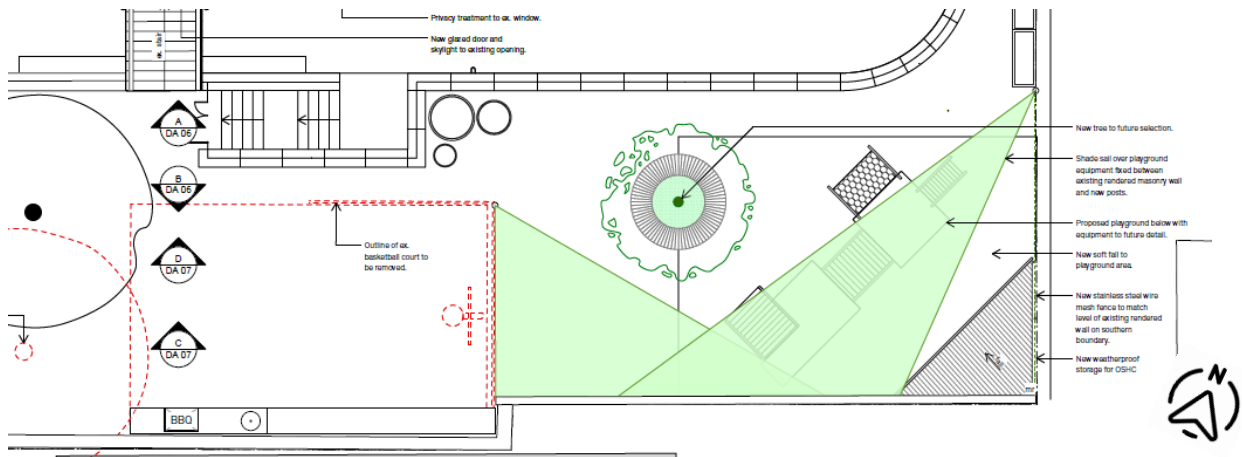 Privacy treatment to ex. window.
New glazed door and
skylight to existing opening.
ex. stair
A
DA 06
B
DA 06
D
DA 07
C
DA 07
Outline of ex.
basketball court to
be removed.
BBQ
New tree to future selection.
Shade sail over playground
equipment fixed between
existing rendered masonry wall
and new posts.
Proposed playground below with
equipment to future detail.
New soft fall to
playground area.
New stainless steel wire
mesh fence to match
level of existing rendered
wall on southern
boundary.
New weatherproof
storage for OSHC
fall
N